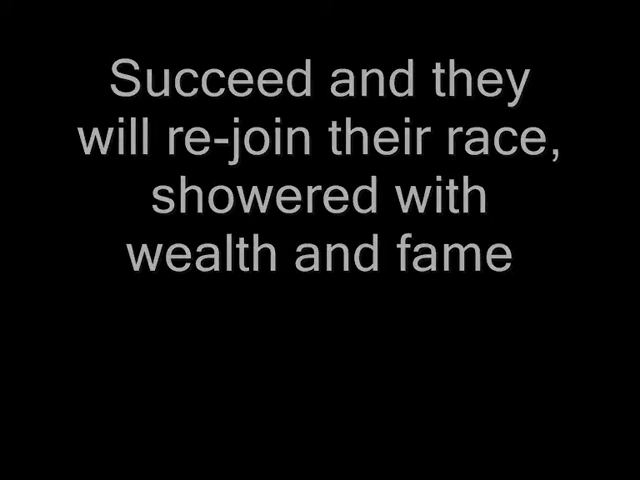 Succeed and they
will re-join their race,
showered with
wealth and fame